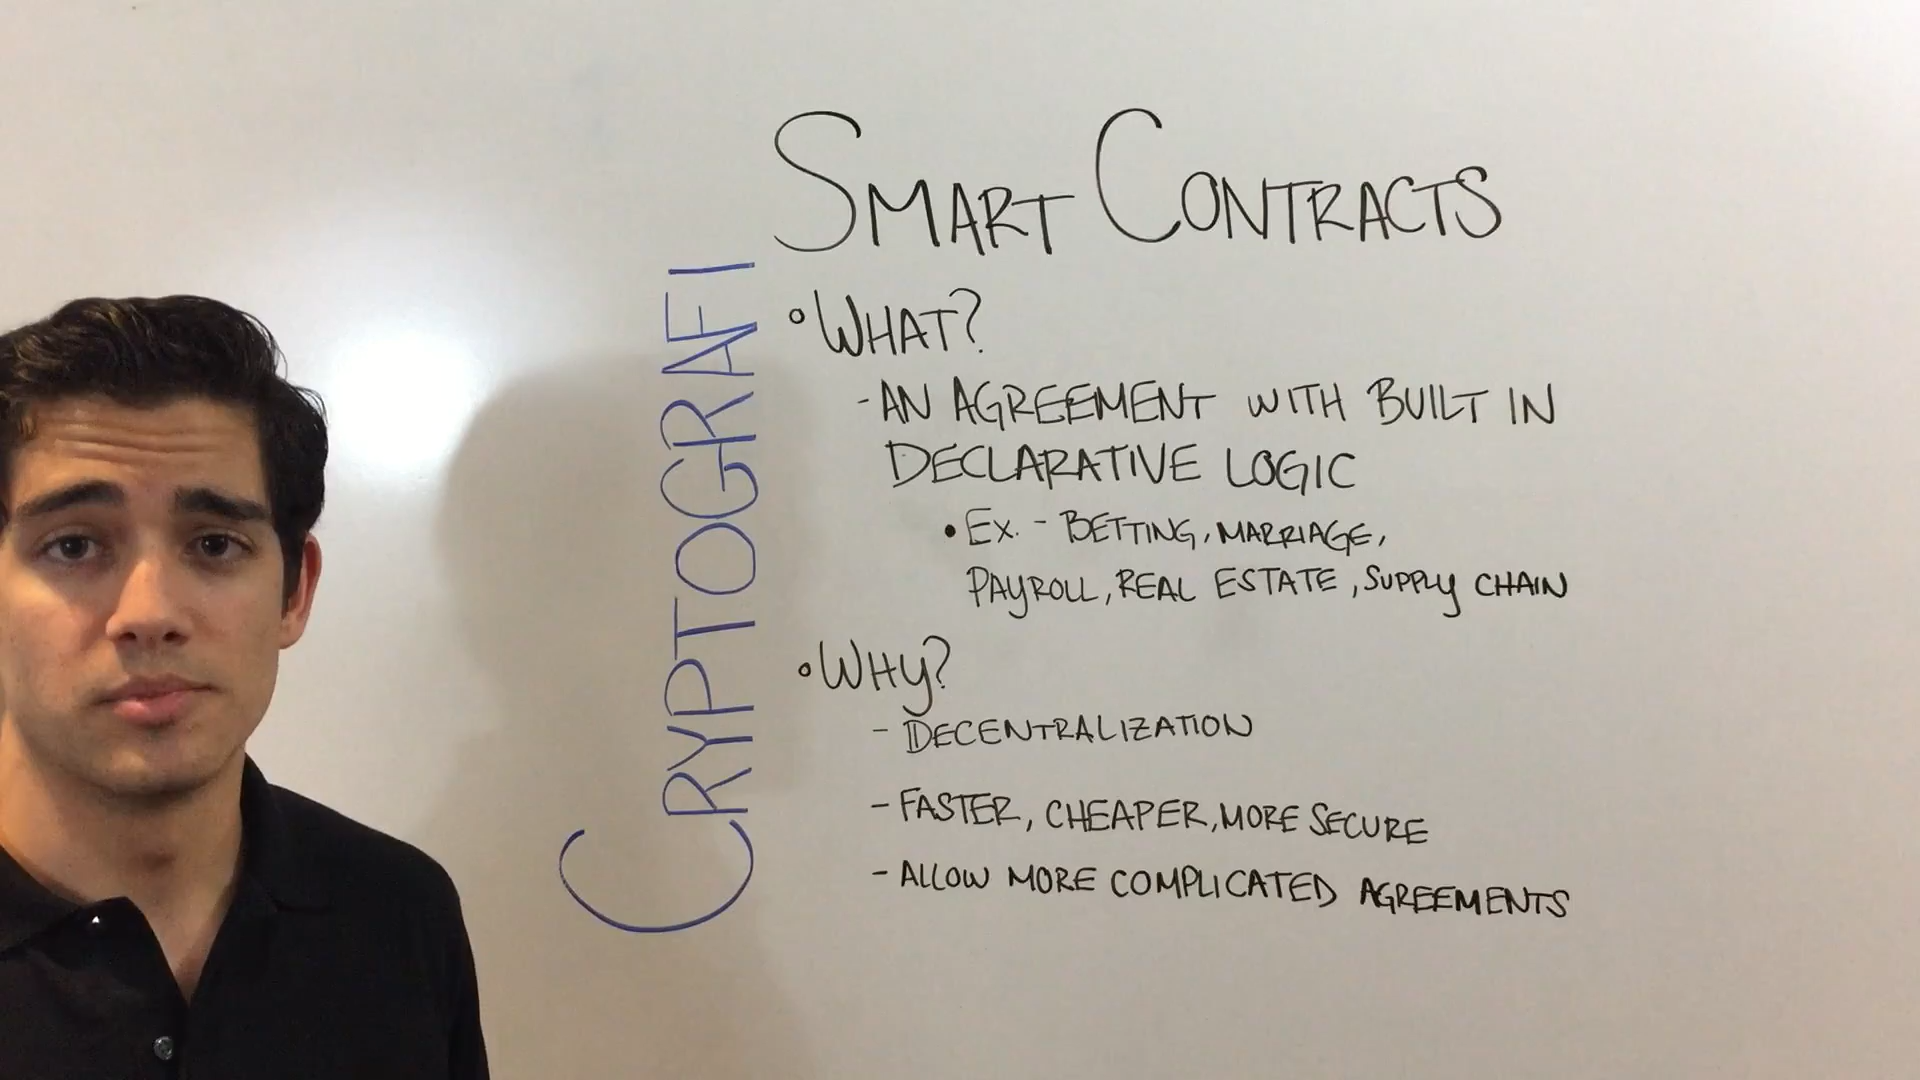 SMART CONTRACTS
CRYPTOGRAFI
• WHAT?
- AN AGREEMENT WITH BUILT IN
DECLARATIVE LOGIC
• EX. - BETTING, MARRIAGE,
PAYROLL, REAL ESTATE, SUPPLY CHAIN
• WHY?
- DECENTRALIZATION
- FASTER, CHEAPER, MORE SECURE
- ALLOW MORE COMPLICATED AGREEMENTS